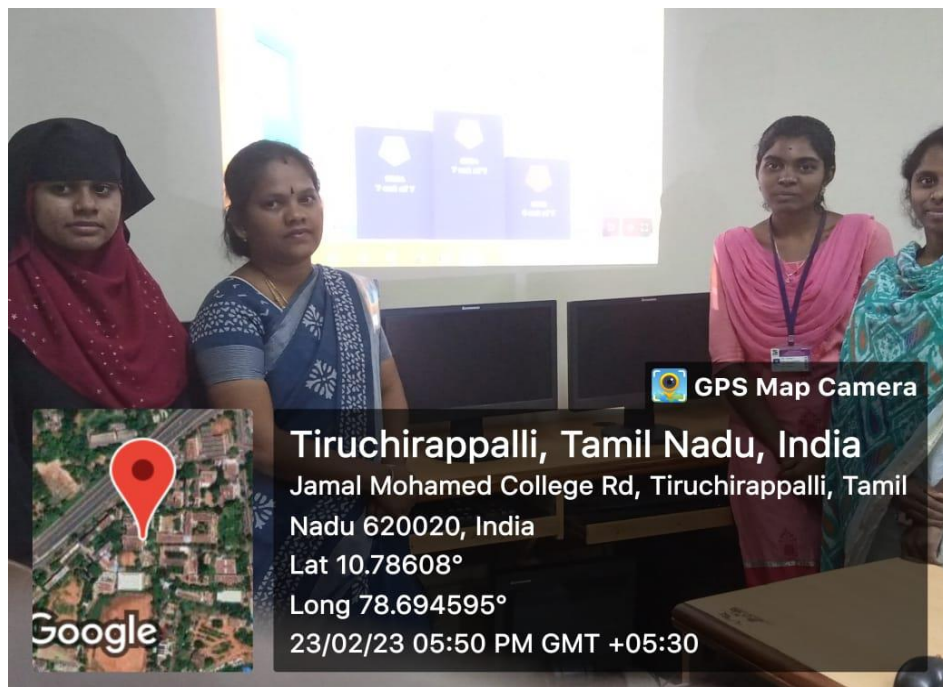 GPS Map Camera
Tiruchirappalli, Tamil Nadu, India
Jamal Mohamed College Rd, Tiruchirappalli, Tamil
Nadu 620020, India
Lat 10.78608°
Long 78.694595°
23/02/23 05:50 PM GMT +05:30
Google